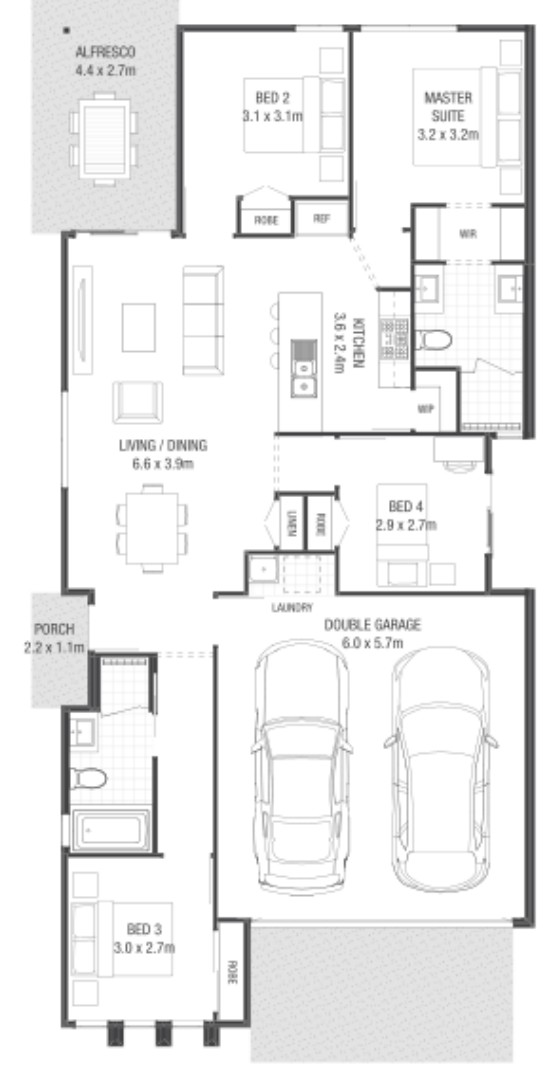 ALFRESCO
4.4 x 2.7m
BED 2
3.1 x 3.1m
MASTER
SUITE
3.2 x 3.2m
ROBE
REF
WIR
KITCHEN
3.6 x 2.4m
WIP
LIVING / DINING
6.6 x 3.9m
BED 4
2.9 x 2.7m
LINEN
ROBE
LAUNDRY
PORCH
2.2 x 1.1m
DOUBLE GARAGE
6.0 x 5.7m
BED 3
3.0 x 2.7m
ROBE